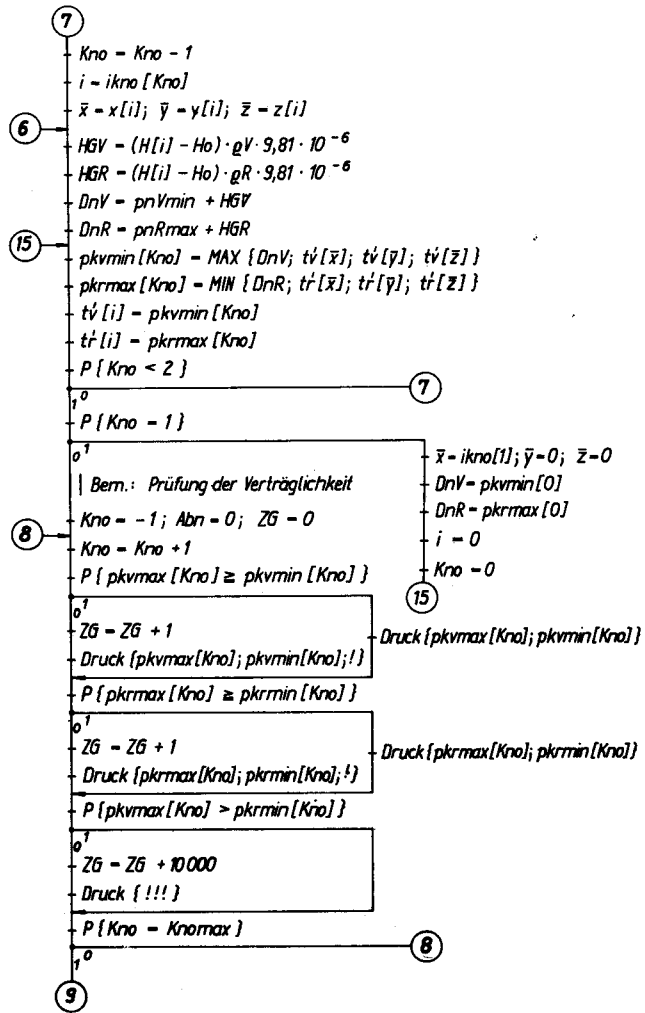 7
Kno = Kno - 1
i = ikno [Kno]
x̄ = x[i]; ȳ = y[i]; z̄ = z[i]
6
HGV = (H[i] - Ho) · ϱV · 9,81 · 10⁻⁶
HGR = (H[i] - Ho) · ϱR · 9,81 · 10⁻⁶
DnV = pnVmin + HGV
DnR = pnRmax + HGR
15
pkvmin [Kno] = MAX {DnV; tv́[x̄]; tv́[ȳ]; tv́[z̄]}
pkrmax [Kno] = MIN {DnR; tŕ[x̄]; tŕ[ȳ]; tŕ[z̄]}
tv́ [i] = pkvmin [Kno]
tŕ [i] = pkrmax [Kno]
P {Kno < 2}
7
1 0
P {Kno = 1}
0 1
x̄ = ikno[1]; ȳ = 0; z̄ = 0
DnV = pkvmin [0]
DnR = pkrmax [0]
i = 0
Kno = 0
15
| Bem.: Prüfung der Verträglichkeit
Kno = -1; Abn = 0; ZG = 0
8
Kno = Kno + 1
P {pkvmax [Kno] ≧ pkvmin [Kno]}
0 1
ZG = ZG + 1
Druck {pkvmax[Kno]; pkvmin[Kno]; !}
Druck {pkvmax[Kno]; pkvmin[Kno]}
P {pkrmax [Kno] ≧ pkrmin [Kno]}
0 1
ZG = ZG + 1
Druck {pkrmax[Kno]; pkrmin[Kno]; !}
Druck {pkrmax[Kno]; pkrmin[Kno]}
P {pkvmax [Kno] > pkrmin [Kno]}
0 1
ZG = ZG + 10000
Druck { !!! }
P {Kno = Knomax}
8
1 0
9